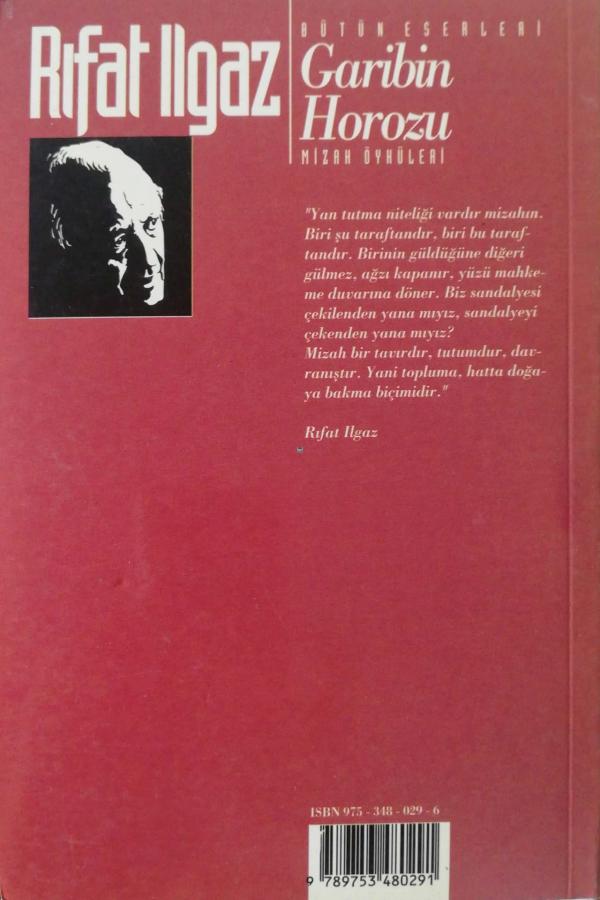 Rıfat Ilgaz
BÜTÜN ESERLERİ
Garibin
Horozu
MİZAH ÖYKÜLERİ
"Yan tutma niteliği vardır mizahın.
Biri şu taraftandır, biri bu taraf-
tandır. Birinin güldüğüne diğeri
gülmez, ağzı kapanır, yüzü mahke-
me duvarına döner. Biz sandalyesi
çekilenden yana mıyız, sandalyeyi
çekenden yana mıyız?
Mizah bir tavırdır, tutumdur, dav-
ranıştır. Yani topluma, hatta doğa-
ya bakma biçimidir."
Rıfat Ilgaz
ISBN 975 - 348 - 029 - 6
9 789753 480291